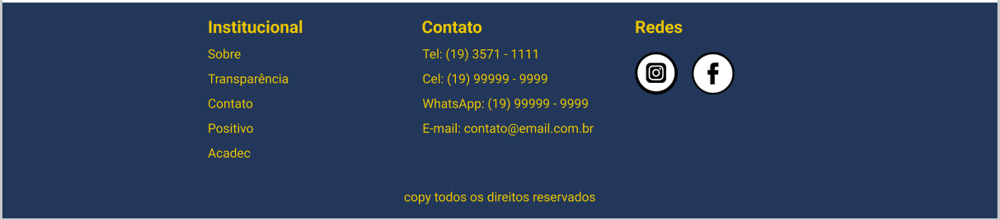 Institucional
Sobre
Transparência
Contato
Positivo
Acadec
Contato
Tel: (19) 3571 - 1111
Cel: (19) 99999 - 9999
WhatsApp: (19) 99999 - 9999
E-mail: contato@email.com.br
Redes
copy todos os direitos reservados